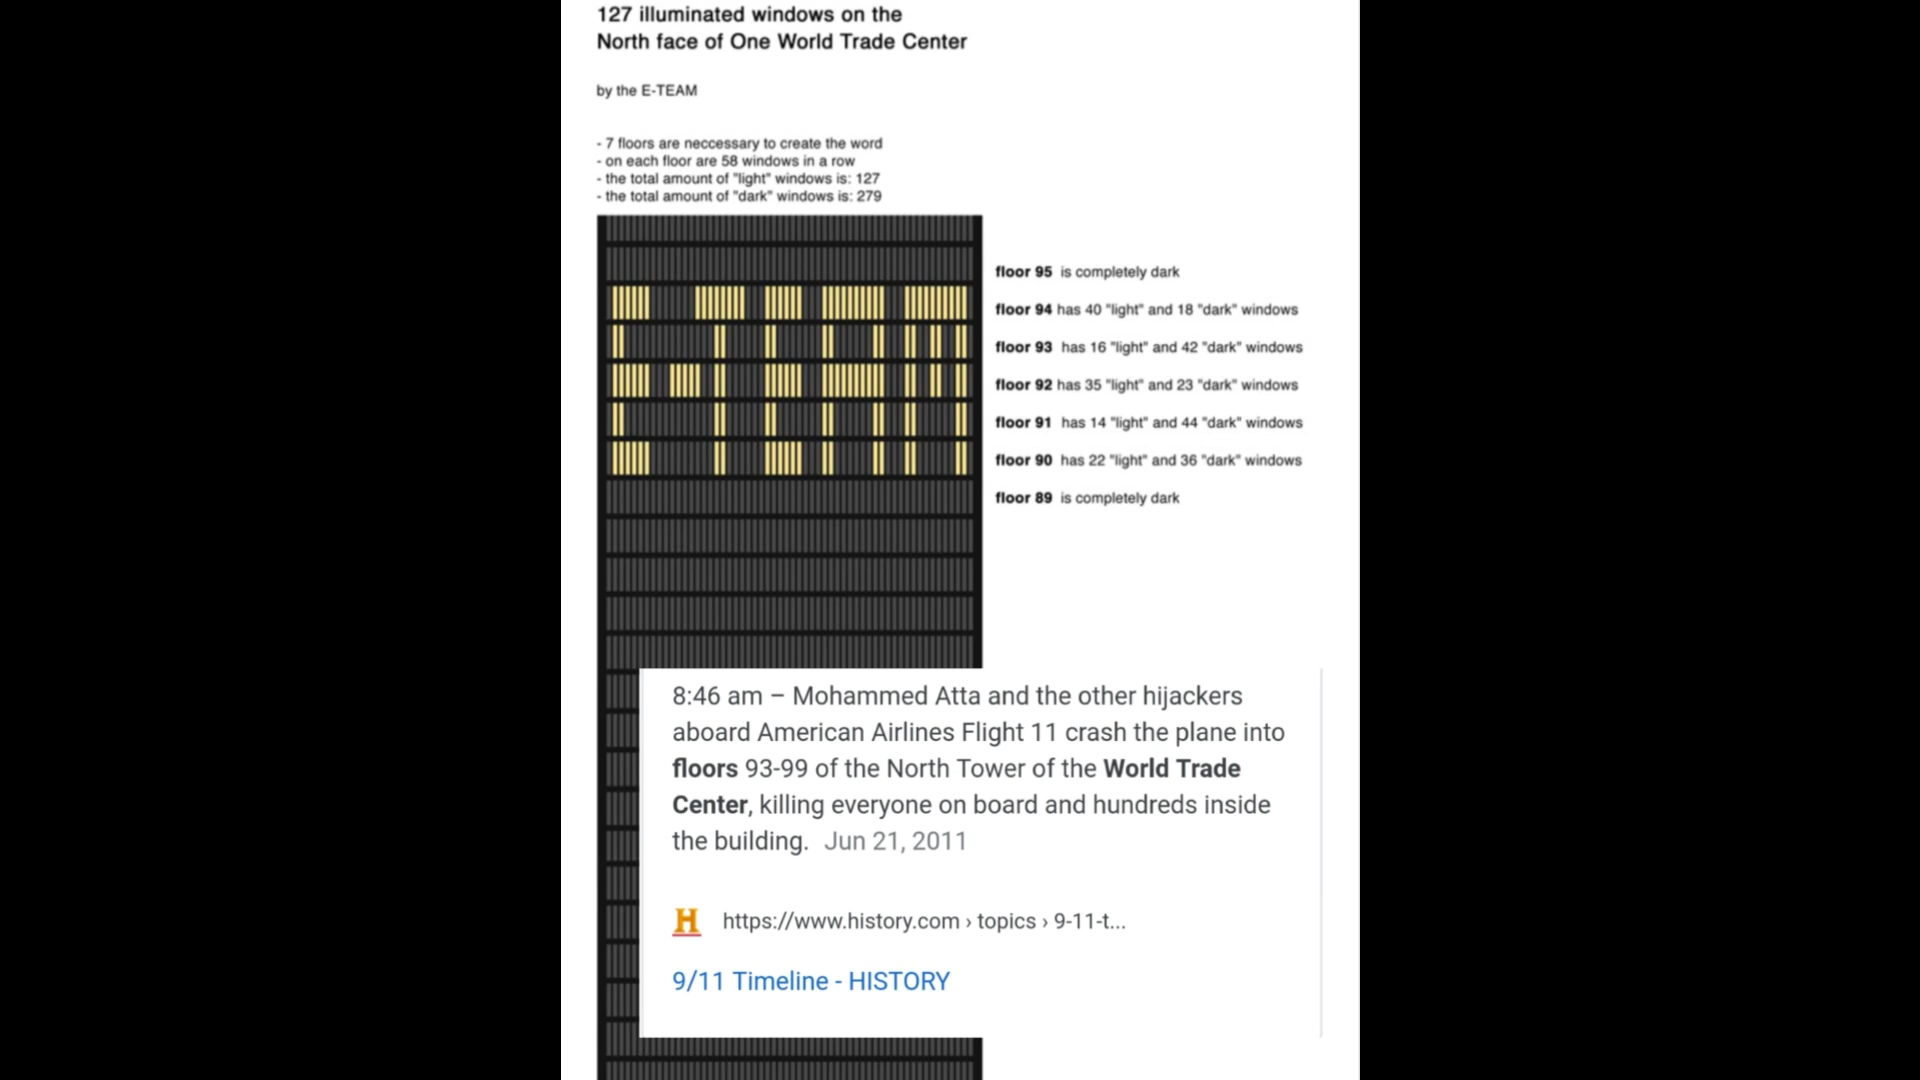 127 illuminated windows on the
North face of One World Trade Center
by the E-TEAM
- 7 floors are neccessary to create the word
- on each floor are 58 windows in a row
- the total amount of "light" windows is: 127
- the total amount of "dark" windows is: 279
floor 95 is completely dark
floor 94 has 40 "light" and 18 "dark" windows
floor 93 has 16 "light" and 42 "dark" windows
floor 92 has 35 "light" and 23 "dark" windows
floor 91 has 14 "light" and 44 "dark" windows
floor 90 has 22 "light" and 36 "dark" windows
floor 89 is completely dark
E-TEAM
8:46 am – Mohammed Atta and the other hijackers
aboard American Airlines Flight 11 crash the plane into
floors 93-99 of the North Tower of the World Trade
Center, killing everyone on board and hundreds inside
the building. Jun 21, 2011
H https://www.history.com › topics › 9-11-t...
9/11 Timeline - HISTORY